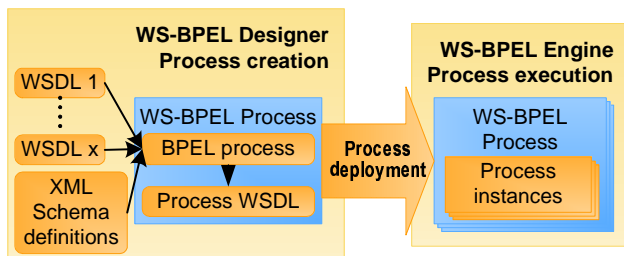 WS-BPEL Designer
Process creation
WSDL 1
WSDL x
XML
Schema
definitions
WS-BPEL Process
BPEL process
Process WSDL
Process
deployment
WS-BPEL Engine
Process execution
WS-BPEL
Process
Process
instances